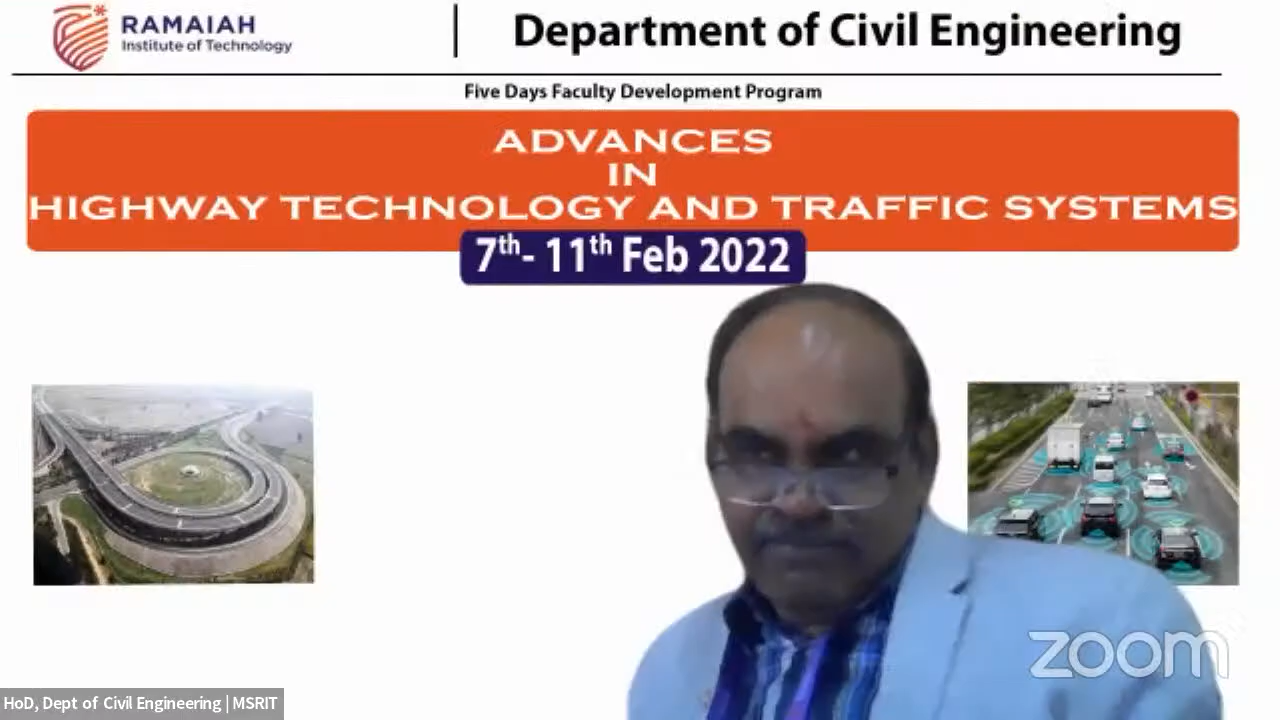 RAMAIAH
Institute of Technology
Department of Civil Engineering
Five Days Faculty Development Program
ADVANCES
IN
HIGHWAY TECHNOLOGY AND TRAFFIC SYSTEMS
7th- 11th Feb 2022
zoom
HoD, Dept of Civil Engineering | MSRIT